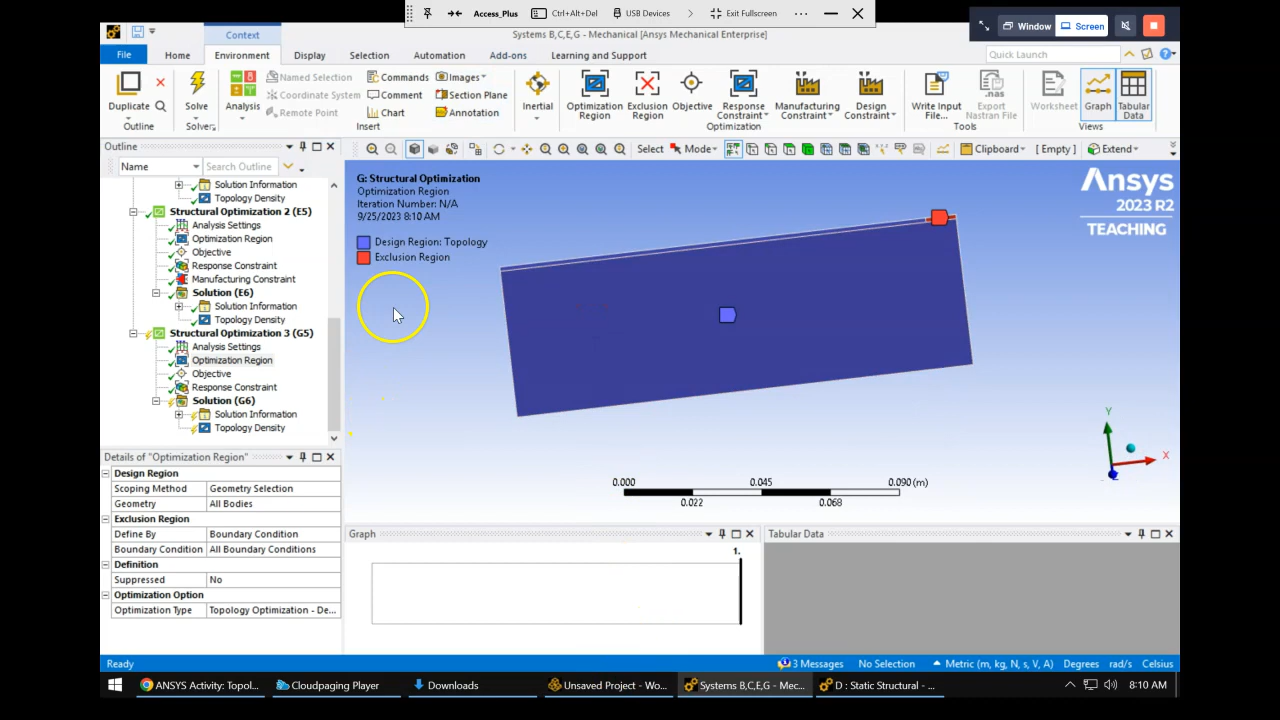 Access_Plus
Ctrl+Alt+Del
USB Devices
Exit Fullscreen
Window
Screen
Context
Systems B,C,E,G - Mechanical [Ansys Mechanical Enterprise]
File
Home
Environment
Display
Selection
Automation
Add-ons
Learning and Support
Quick Launch
Duplicate
Outline
Solve
Solver
Analysis
Named Selection
Coordinate System
Remote Point
Commands
Comment
Chart
Images
Section Plane
Annotation
Insert
Inertial
Optimization Region
Exclusion Region
Objective
Response Constraint
Manufacturing Constraint
Design Constraint
Optimization
Write Input File...
Export Nastran File
Tools
Worksheet
Graph
Tabular Data
Views
Outline
Name
Search Outline
Select
Mode
Clipboard
[ Empty ]
Extend
Solution Information
Topology Density
Structural Optimization 2 (E5)
Analysis Settings
Optimization Region
Objective
Response Constraint
Manufacturing Constraint
Solution (E6)
Solution Information
Topology Density
Structural Optimization 3 (G5)
Analysis Settings
Optimization Region
Objective
Response Constraint
Solution (G6)
Solution Information
Topology Density
G: Structural Optimization
Optimization Region
Iteration Number: N/A
9/25/2023 8:10 AM
Design Region: Topology
Exclusion Region
Ansys
2023 R2
TEACHING
Y
X
0.000
0.045
0.090 (m)
0.022
0.068
Details of "Optimization Region"
Design Region
Scoping Method Geometry Selection
Geometry All Bodies
Exclusion Region
Define By Boundary Condition
Boundary Condition All Boundary Conditions
Definition
Suppressed No
Optimization Option
Optimization Type Topology Optimization - De...
Graph
1.
Tabular Data
Ready
3 Messages
No Selection
Metric (m, kg, N, s, V, A)
Degrees
rad/s
Celsius
ANSYS Activity: Topol...
Cloudpaging Player
Downloads
Unsaved Project - Wo...
Systems B,C,E,G - Mec...
D : Static Structural - ...
8:10 AM